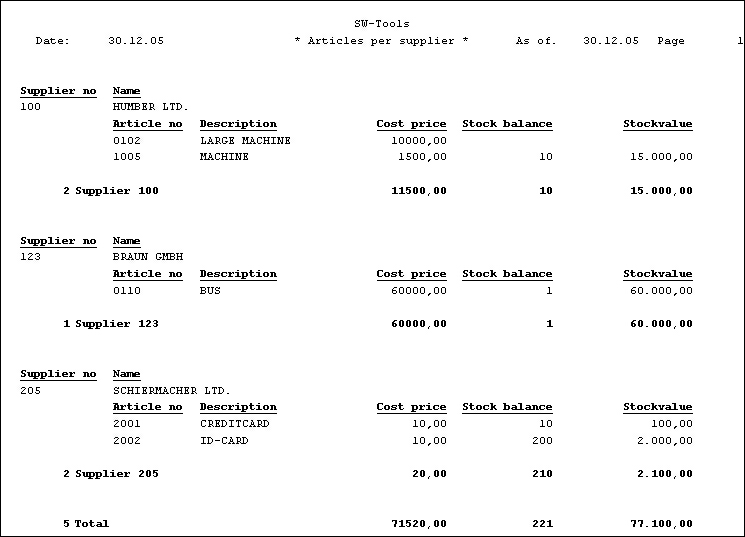 SW-Tools
Date: 30.12.05 * Articles per supplier * As of. 30.12.05 Page 1
Supplier no Name
100 HUMBER LTD.
Article no Description Cost price Stock balance Stockvalue
0102 LARGE MACHINE 10000,00
1005 MACHINE 1500,00 10 15.000,00
2 Supplier 100 11500,00 10 15.000,00
Supplier no Name
123 BRAUN GMBH
Article no Description Cost price Stock balance Stockvalue
0110 BUS 60000,00 1 60.000,00
1 Supplier 123 60000,00 1 60.000,00
Supplier no Name
205 SCHIERMACHER LTD.
Article no Description Cost price Stock balance Stockvalue
2001 CREDITCARD 10,00 10 100,00
2002 ID-CARD 10,00 200 2.000,00
2 Supplier 205 20,00 210 2.100,00
5 Total 71520,00 221 77.100,00